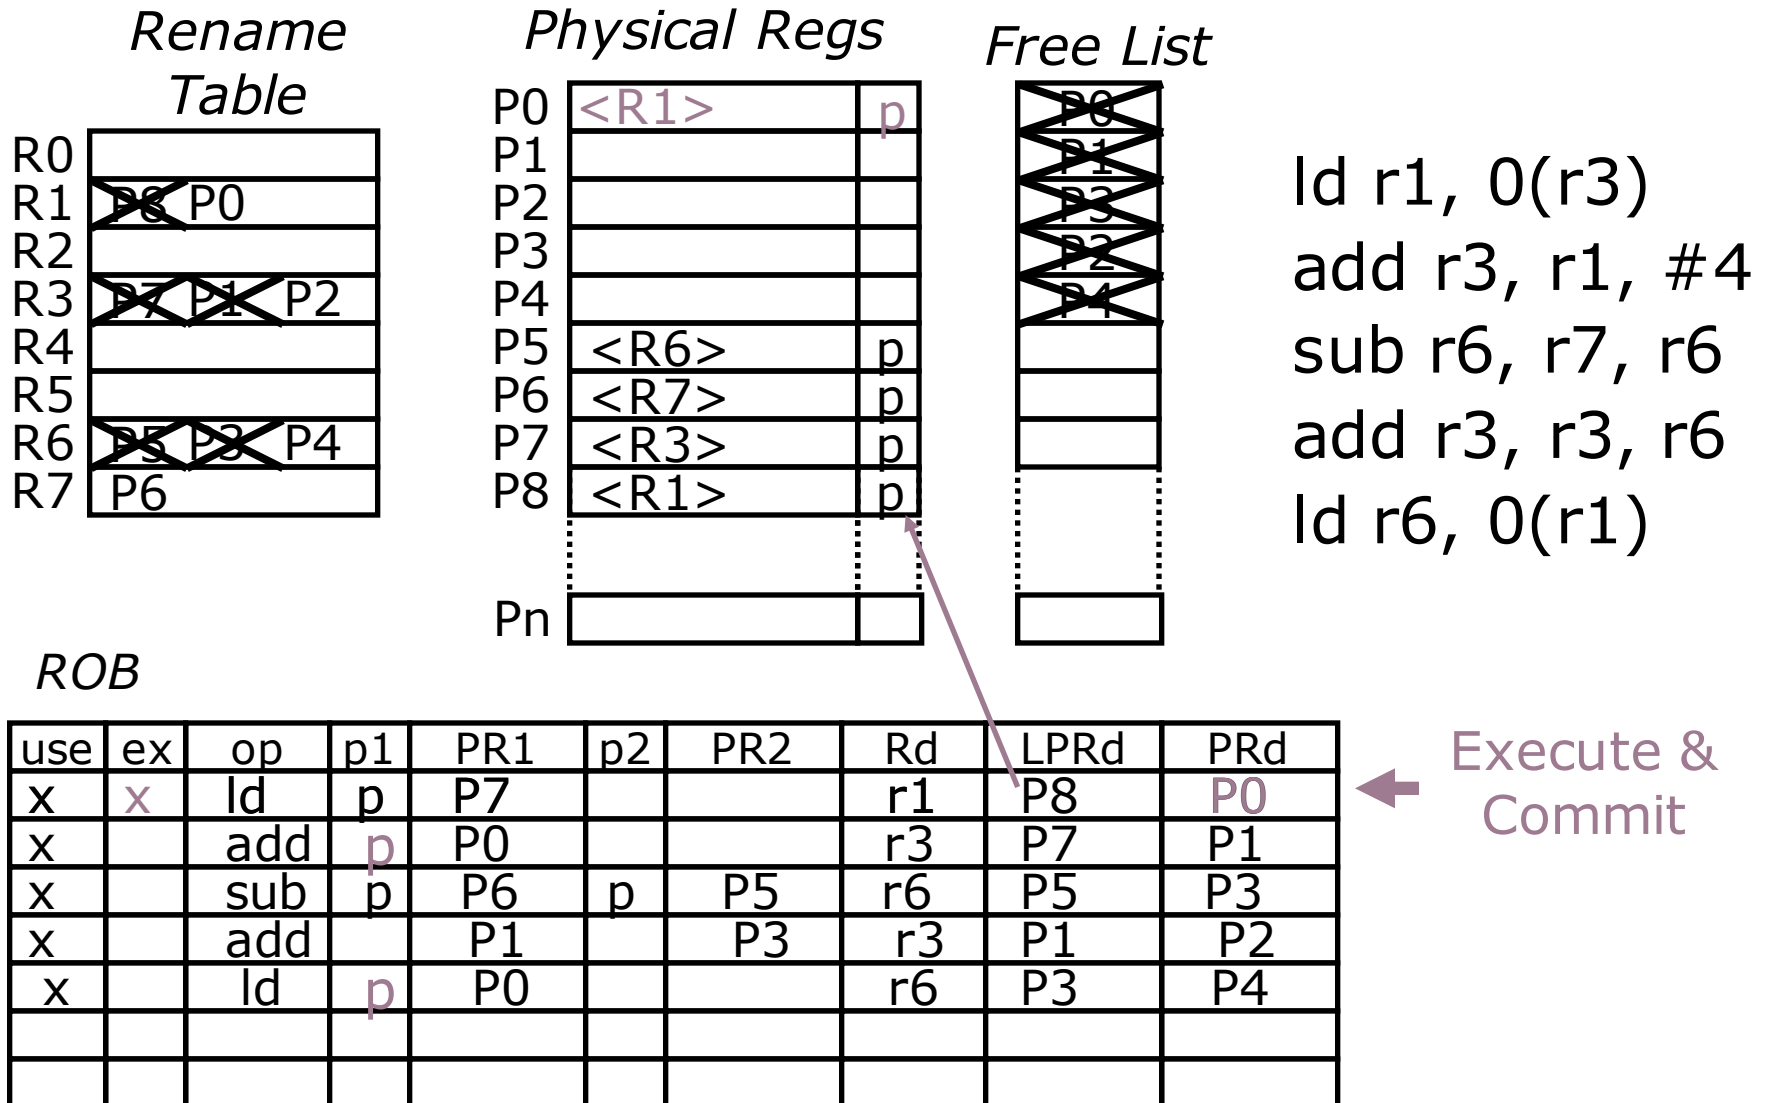 Rename Table
Physical Regs
Free List
R0
R1 P8 P0
R2
R3 P7 P1 P2
R4
R5
R6 P5 P3 P4
R7 P6
P0 <R1> p
P1
P2
P3
P4
P5 <R6> p
P6 <R7> p
P7 <R3> p
P8 <R1> p
Pn
P0
P1
P3
P2
P4
ld r1, 0(r3)
add r3, r1, #4
sub r6, r7, r6
add r3, r3, r6
ld r6, 0(r1)
ROB
use ex op p1 PR1 p2 PR2 Rd LPRd PRd
x x ld p P7 r1 P8 P0
x add p P0 r3 P7 P1
x sub p P6 p P5 r6 P5 P3
x add P1 P3 r3 P1 P2
x ld p P0 r6 P3 P4
Execute &
Commit